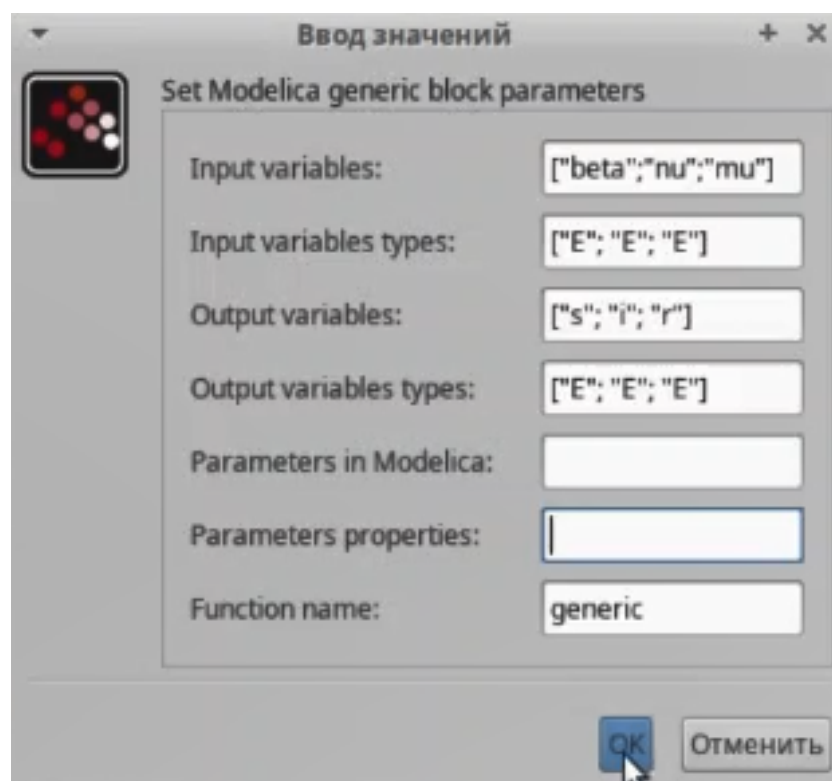 Ввод значений
Set Modelica generic block parameters
Input variables: ["beta";"nu";"mu"]
Input variables types: ["E"; "E"; "E"]
Output variables: ["s"; "i"; "r"]
Output variables types: ["E"; "E"; "E"]
Parameters in Modelica:
Parameters properties:
Function name: generic
OK Отменить